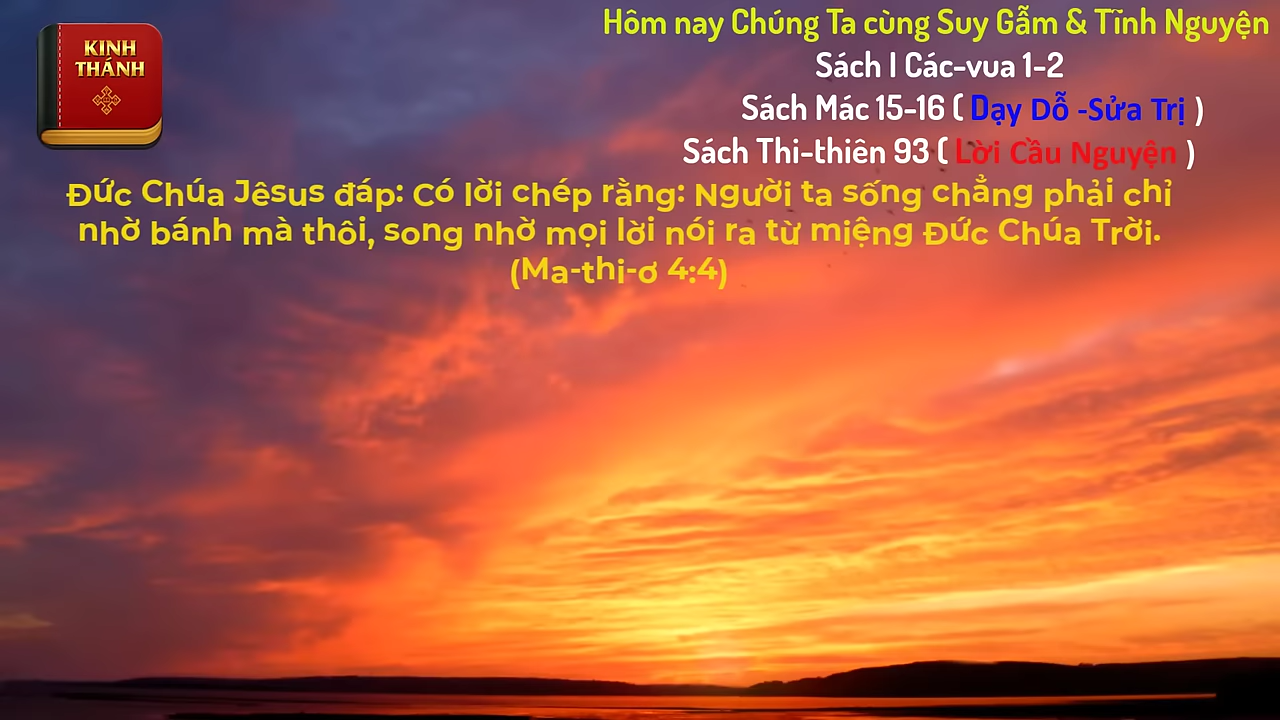 KINH
THÁNH
Hôm nay Chúng Ta cùng Suy Gẫm & Tĩnh Nguyện
Sách I Các-vua 1-2
Sách Mác 15-16 ( Dạy Dỗ -Sửa Trị )
Sách Thi-thiên 93 ( Lời Cầu Nguyện )
Đức Chúa Jêsus đáp: Có lời chép rằng: Người ta sống chẳng phải chỉ
nhờ bánh mà thôi, song nhờ mọi lời nói ra từ miệng Đức Chúa Trời.
(Ma-thi-ơ 4:4)